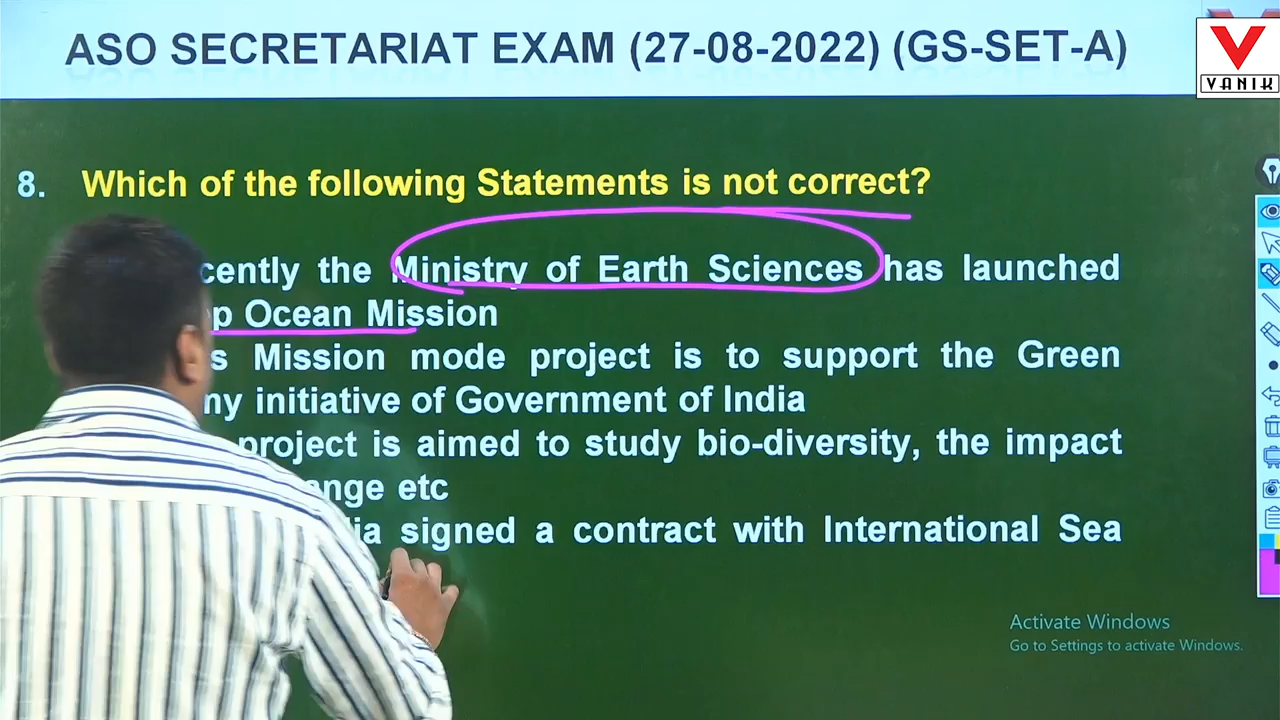 ASO SECRETARIAT EXAM (27-08-2022) (GS-SET-A)
VANIK
8. Which of the following Statements is not correct?
cently the Ministry of Earth Sciences has launched
p Ocean Mission
s Mission mode project is to support the Green
my initiative of Government of India
project is aimed to study bio-diversity, the impact
nge etc
ia signed a contract with International Sea
Activate Windows
Go to Settings to activate Windows.